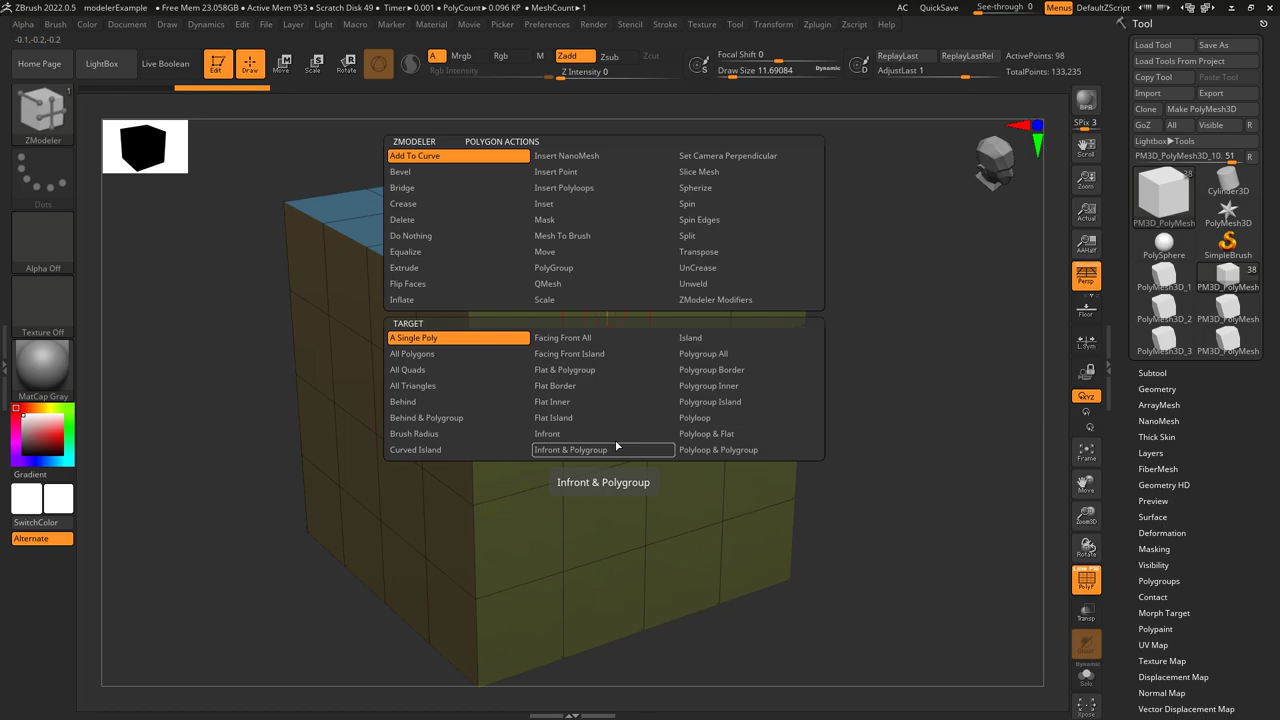 ZBrush 2022.0.5 modelerExample • Free Mem 23.058GB • Active Mem 953 • Scratch Disk 49 • Timer▸0.001 • PolyCount▸0.096 KP • MeshCount▸1 AC QuickSave See-through 0 Menus DefaultZScript
Alpha Brush Color Document Draw Dynamics Edit File Layer Light Macro Marker Material Movie Picker Preferences Render Stencil Stroke Texture Tool Transform Zplugin Zscript Help
-0.1,-0.2,-0.2
Home Page LightBox Live Boolean Edit Draw Move Scale Rotate
A Mrgb Rgb M Zadd Zsub Zcut
Rgb Intensity Z Intensity 0
Focal Shift 0
Draw Size 11.69084 Dynamic
S D
ReplayLast ReplayLastRel ActivePoints: 98
AdjustLast 1 TotalPoints: 133,235
1
ZModeler
Dots
Alpha Off
Texture Off
MatCap Gray
Gradient
SwitchColor
Alternate
ZMODELER POLYGON ACTIONS
Add To Curve Insert NanoMesh Set Camera Perpendicular
Bevel Insert Point Slice Mesh
Bridge Insert Polyloops Spherize
Crease Inset Spin
Delete Mask Spin Edges
Do Nothing Mesh To Brush Split
Equalize Move Transpose
Extrude PolyGroup UnCrease
Flip Faces QMesh Unweld
Inflate Scale ZModeler Modifiers
TARGET
A Single Poly Facing Front All Island
All Polygons Facing Front Island Polygroup All
All Quads Flat & Polygroup Polygroup Border
All Triangles Flat Border Polygroup Inner
Behind Flat Inner Polygroup Island
Behind & Polygroup Flat Island Polyloop
Brush Radius Infront Polyloop & Flat
Curved Island Infront & Polygroup Polyloop & Polygroup
Infront & Polygroup
BPR
SPix 3
Scroll
Zoom
Actual
AAHalf
Persp
Floor
L.Sym
XYZ
Frame
Move
Zoom3D
Rotate
Line Fill
PolyF
Transp
Ghost
Dynamic
Solo
Xpose
Tool
Load Tool Save As
Load Tools From Project
Copy Tool Paste Tool
Import Export
Clone Make PolyMesh3D
GoZ All Visible R
Lightbox▸Tools
PM3D_PolyMesh3D_10. 51 R
38
PM3D_PolyMesh
Cylinder3D
PolyMesh3D
PolySphere SimpleBrush
38
PolyMesh3D_1 PM3D_PolyMesh
PolyMesh3D_2 PM3D_PolyMesh
PolyMesh3D_3 PM3D_PolyMesh
Subtool
Geometry
ArrayMesh
NanoMesh
Thick Skin
Layers
FiberMesh
Geometry HD
Preview
Surface
Deformation
Masking
Visibility
Polygroups
Contact
Morph Target
Polypaint
UV Map
Texture Map
Displacement Map
Normal Map
Vector Displacement Map